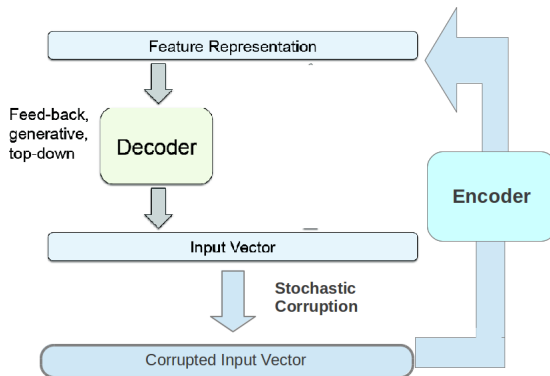 Feature Representation
Feed-back,
generative,
top-down
Decoder
Encoder
Input Vector
Stochastic
Corruption
Corrupted Input Vector